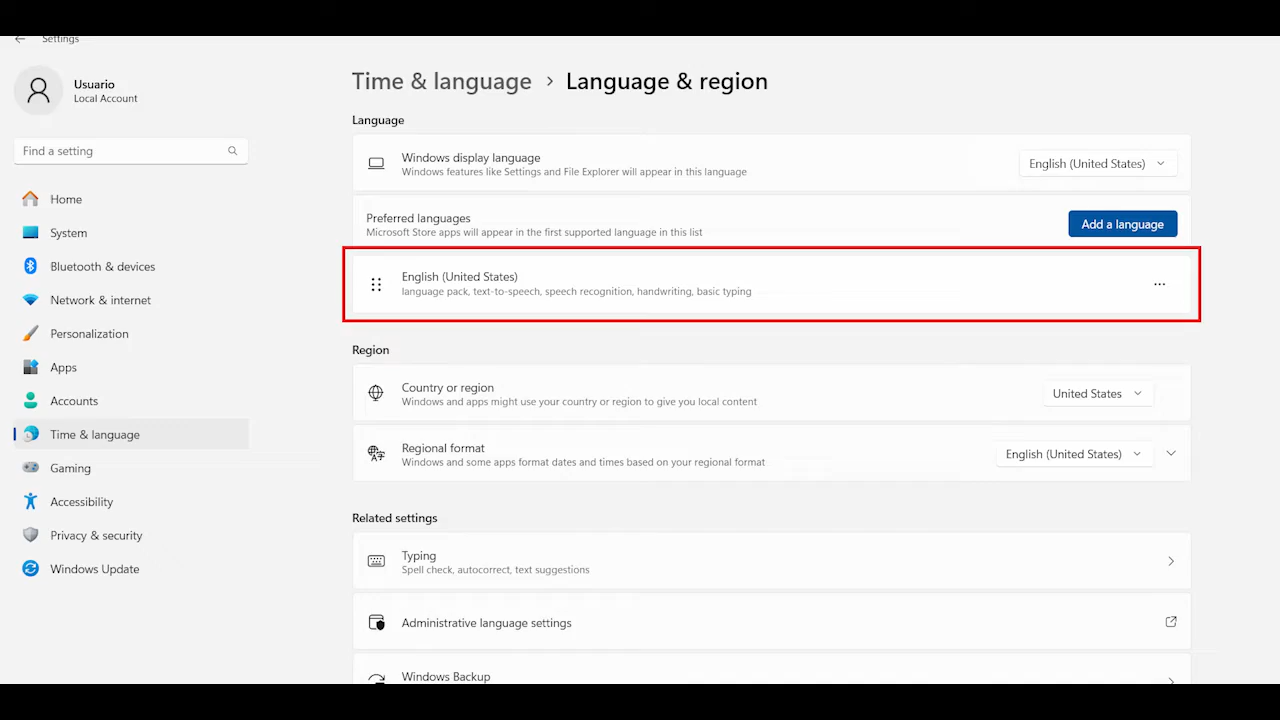 Settings
Usuario
Local Account
Find a setting
Home
System
Bluetooth & devices
Network & internet
Personalization
Apps
Accounts
Time & language
Gaming
Accessibility
Privacy & security
Windows Update
Time & language › Language & region
Language
Windows display language
Windows features like Settings and File Explorer will appear in this language
English (United States)
Preferred languages
Microsoft Store apps will appear in the first supported language in this list
Add a language
English (United States)
language pack, text-to-speech, speech recognition, handwriting, basic typing
Region
Country or region
Windows and apps might use your country or region to give you local content
United States
Regional format
Windows and some apps format dates and times based on your regional format
English (United States)
Related settings
Typing
Spell check, autocorrect, text suggestions
Administrative language settings
Windows Backup